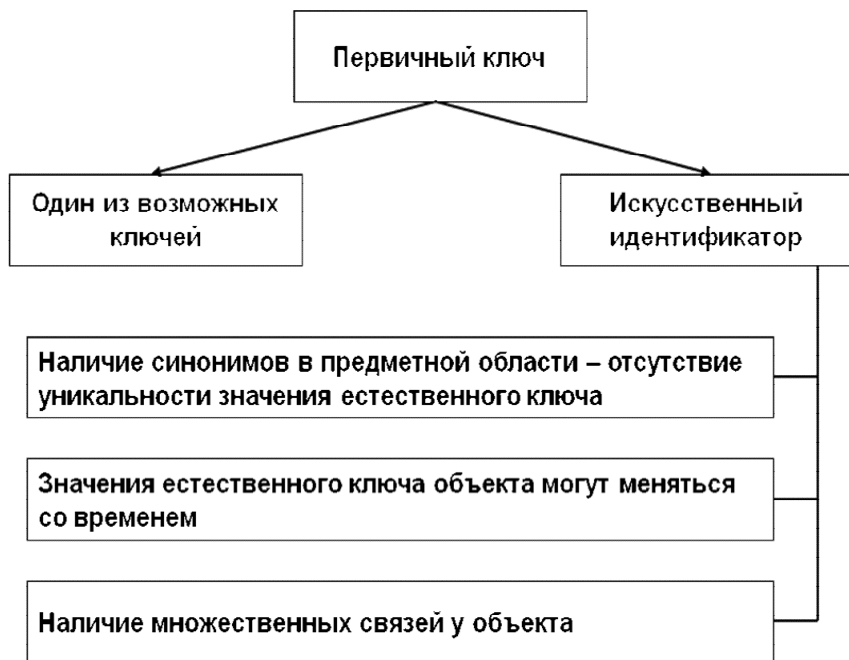 Первичный ключ
Один из возможных
ключей
Искусственный
идентификатор
Наличие синонимов в предметной области – отсутствие
уникальности значения естественного ключа
Значения естественного ключа объекта могут меняться
со временем
Наличие множественных связей у объекта